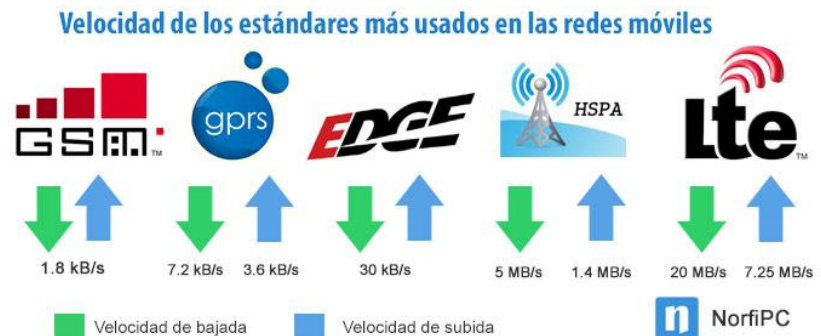 Velocidad de los estándares más usados en las redes móviles
GSM TM
gprs
EDGE
HSPA
Lte TM
1.8 kB/s
7.2 kB/s 3.6 kB/s
30 kB/s
5 MB/s 1.4 MB/s
20 MB/s 7.25 MB/s
Velocidad de bajada
Velocidad de subida
n NorfiPC